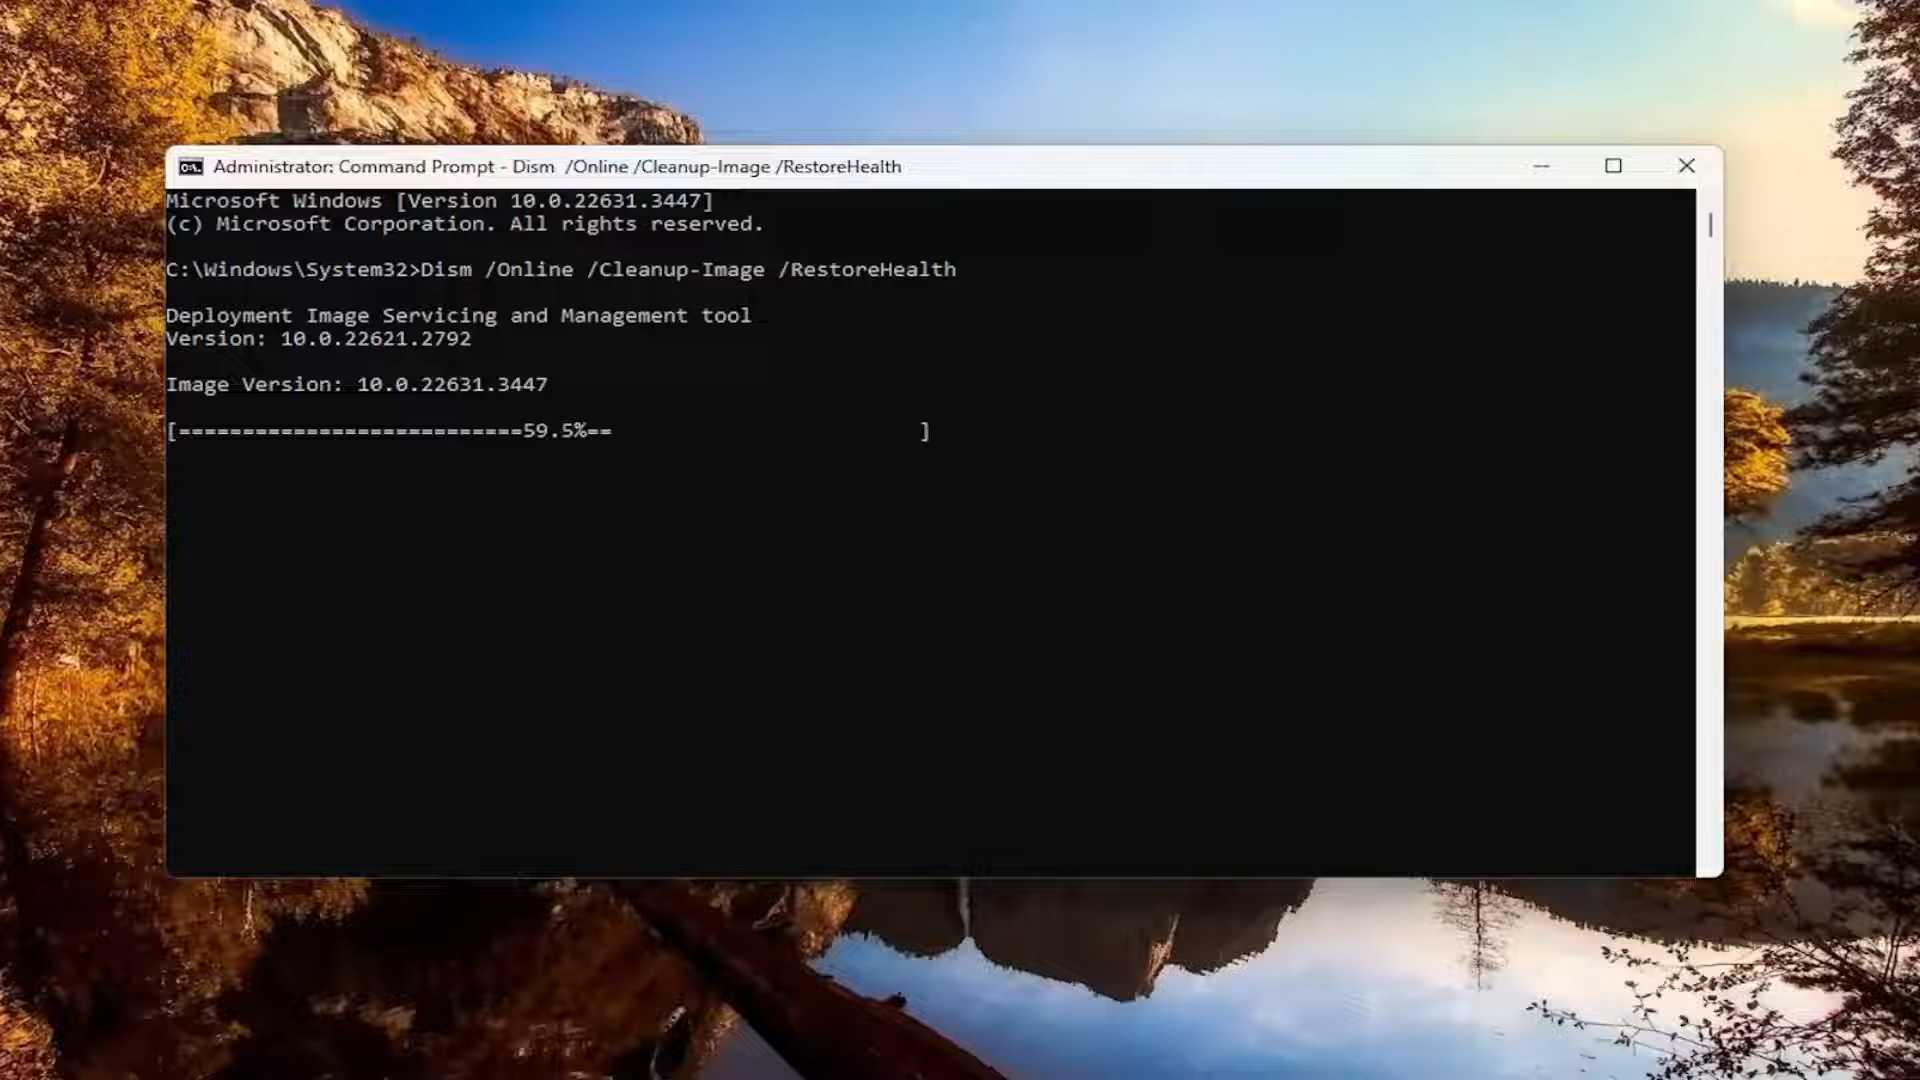 Administrator: Command Prompt - Dism  /Online /Cleanup-Image /RestoreHealth
Microsoft Windows [Version 10.0.22631.3447]
(c) Microsoft Corporation. All rights reserved.
C:\Windows\System32>Dism /Online /Cleanup-Image /RestoreHealth
Deployment Image Servicing and Management tool
Version: 10.0.22621.2792
Image Version: 10.0.22631.3447
[===========================59.5%==                        ]